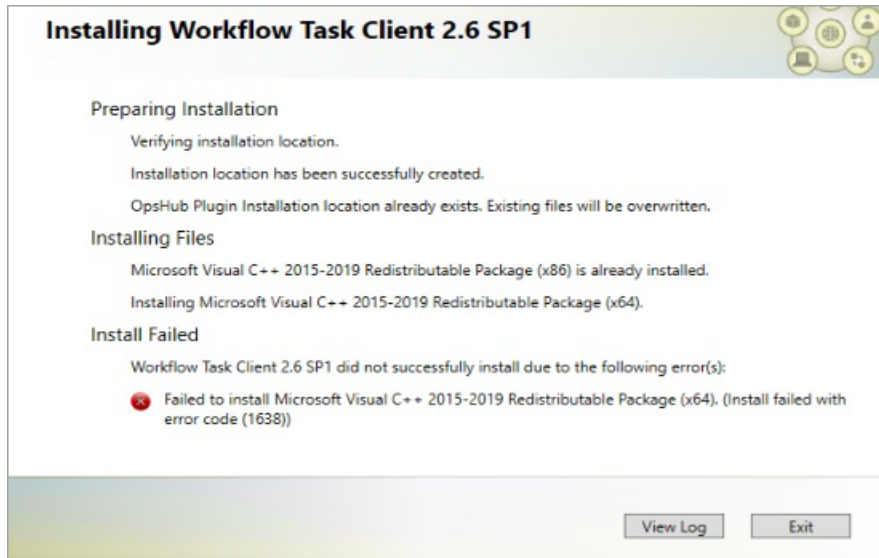 Installing Workflow Task Client 2.6 SP1
Preparing Installation
Verifying installation location.
Installation location has been successfully created.
OpsHub Plugin Installation location already exists. Existing files will be overwritten.
Installing Files
Microsoft Visual C++ 2015-2019 Redistributable Package (x86) is already installed.
Installing Microsoft Visual C++ 2015-2019 Redistributable Package (x64).
Install Failed
Workflow Task Client 2.6 SP1 did not successfully install due to the following error(s):
Failed to install Microsoft Visual C++ 2015-2019 Redistributable Package (x64). (Install failed with
error code (1638))
View Log
Exit